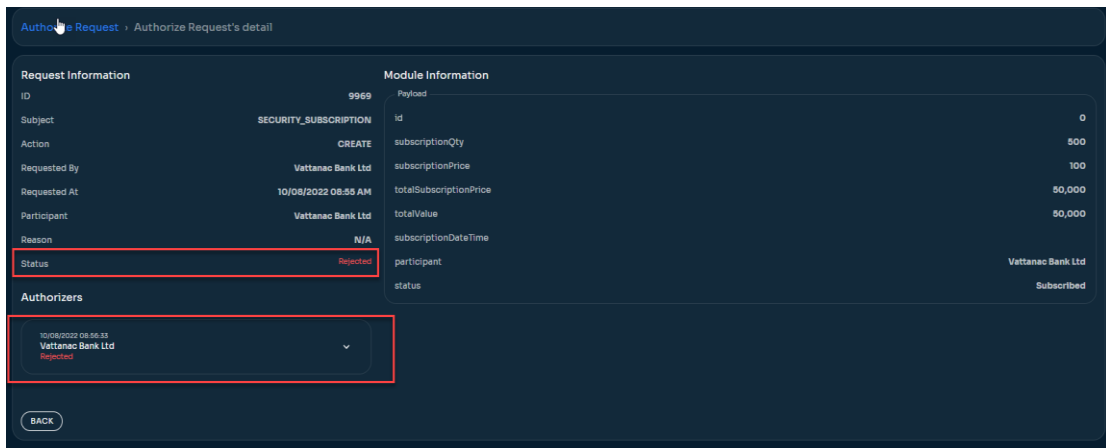 Authorize Request › Authorize Request's detail
Request Information
ID 9969
Subject SECURITY_SUBSCRIPTION
Action CREATE
Requested By Vattanac Bank Ltd
Requested At 10/08/2022 08:55 AM
Participant Vattanac Bank Ltd
Reason N/A
Status Rejected
Authorizers
10/08/2022 08:56:33
Vattanac Bank Ltd
Rejected
BACK
Module Information
Payload
id 0
subscriptionQty 500
subscriptionPrice 100
totalSubscriptionPrice 50,000
totalValue 50,000
subscriptionDateTime
participant Vattanac Bank Ltd
status Subscribed